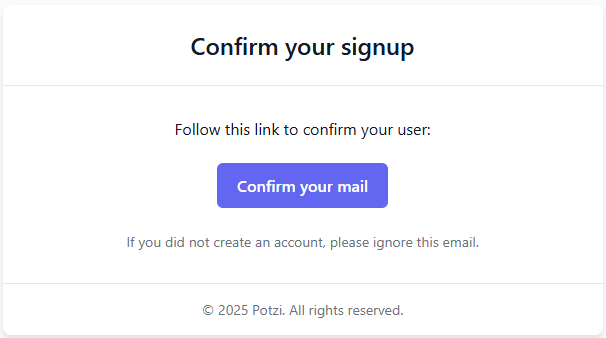 Confirm your signup
Follow this link to confirm your user:
Confirm your mail
If you did not create an account, please ignore this email.
© 2025 Potzi. All rights reserved.